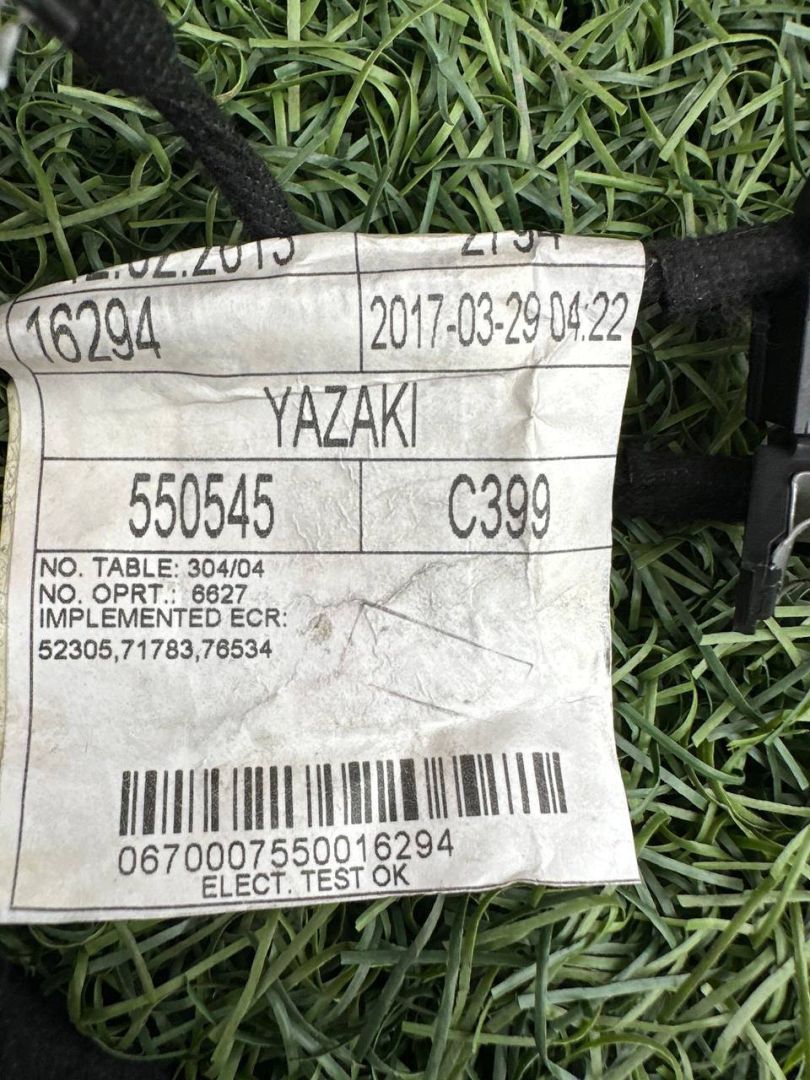 16294 2017-03-29 04:22
YAZAKI
550545 C399
NO. TABLE: 304/04
NO. OPRT.: 6627
IMPLEMENTED ECR:
52305,71783,76534
0670007550016294
ELECT. TEST OK